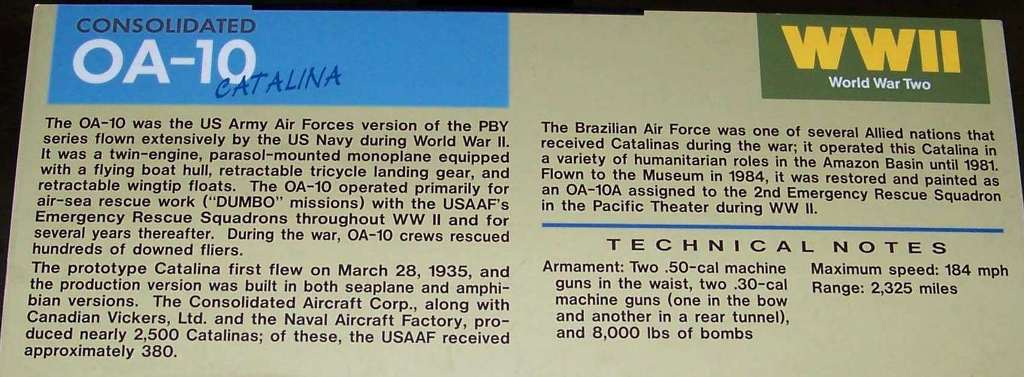 CONSOLIDATED
OA-10
CATALINA
The OA-10 was the US Army Air Forces version of the PBY
series flown extensively by the US Navy during World War II.
It was a twin-engine, parasol-mounted monoplane equipped
with a flying boat hull, retractable tricycle landing gear, and
retractable wingtip floats. The OA-10 operated primarily for
air-sea rescue work ("DUMBO" missions) with the USAAF's
Emergency Rescue Squadrons throughout WW II and for
several years thereafter. During the war, OA-10 crews rescued
hundreds of downed fliers.
The prototype Catalina first flew on March 28, 1935, and
the production version was built in both seaplane and amphi-
bian versions. The Consolidated Aircraft Corp., along with
Canadian Vickers, Ltd. and the Naval Aircraft Factory, pro-
duced nearly 2,500 Catalinas; of these, the USAAF received
approximately 380.
WWII
World War Two
The Brazilian Air Force was one of several Allied nations that
received Catalinas during the war; it operated this Catalina in
a variety of humanitarian roles in the Amazon Basin until 1981.
Flown to the Museum in 1984, it was restored and painted as
an OA-10A assigned to the 2nd Emergency Rescue Squadron
in the Pacific Theater during WW II.
TECHNICAL NOTES
Armament: Two .50-cal machine
guns in the waist, two .30-cal
machine guns (one in the bow
and another in a rear tunnel),
and 8,000 lbs of bombs
Maximum speed: 184 mph
Range: 2,325 miles